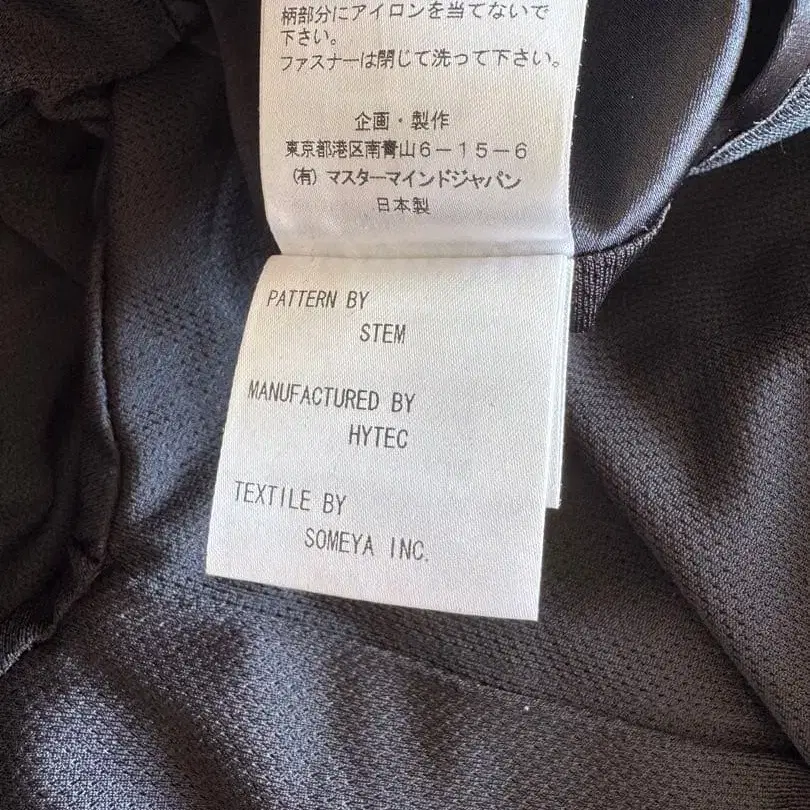 柄部分にアイロンを当てないで
下さい。
ファスナーは閉じて洗って下さい。
企画・製作
東京都港区南青山6-15-6
(有) マスターマインドジャパン
日本製
PATTERN BY
STEM
MANUFACTURED BY
HYTEC
TEXTILE BY
SOMEYA INC.